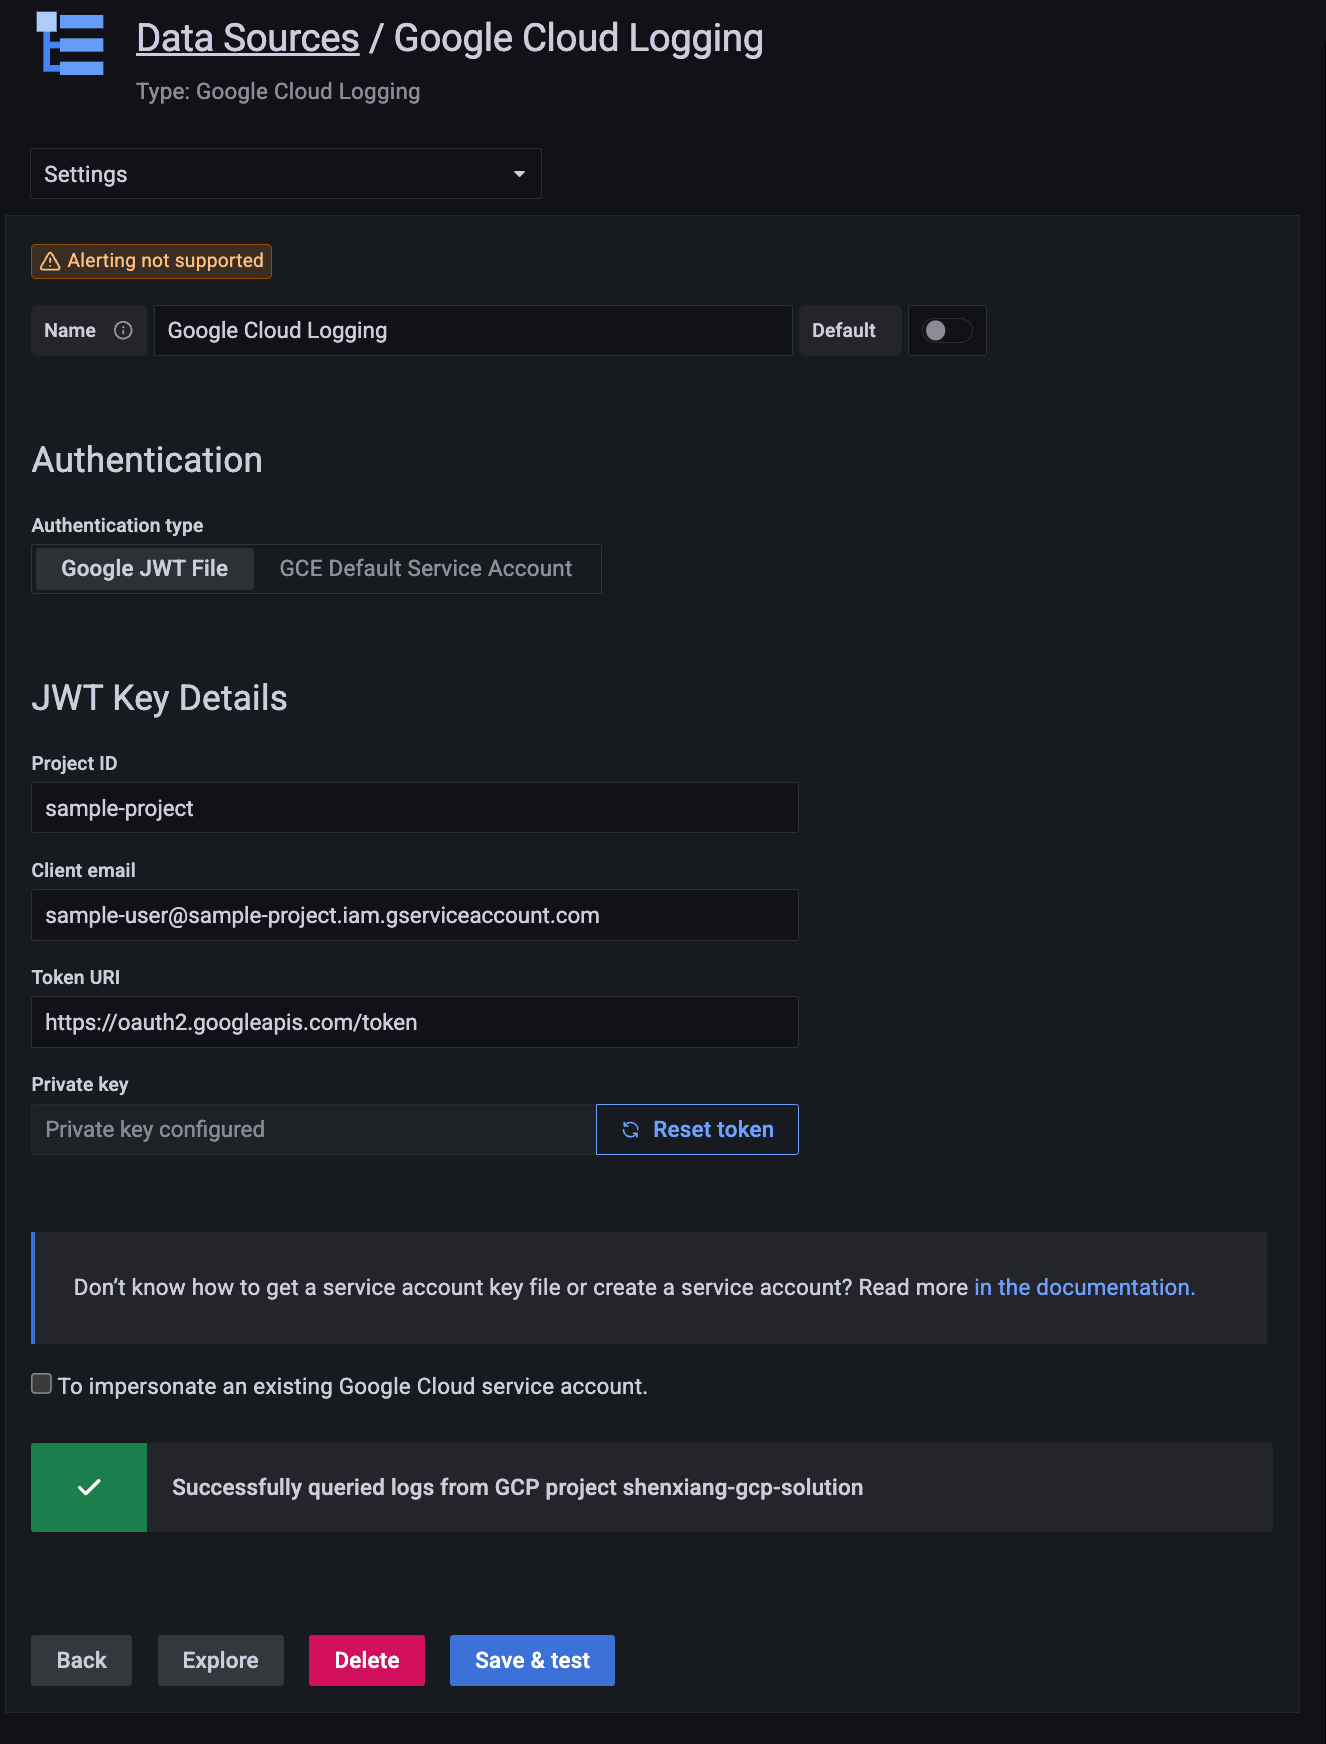 Data Sources / Google Cloud Logging
Type: Google Cloud Logging
Settings
Alerting not supported
Name Google Cloud Logging Default
Authentication
Authentication type
Google JWT File GCE Default Service Account
JWT Key Details
Project ID
sample-project
Client email
sample-user@sample-project.iam.gserviceaccount.com
Token URI
https://oauth2.googleapis.com/token
Private key
Private key configured Reset token
Don’t know how to get a service account key file or create a service account? Read more in the documentation.
To impersonate an existing Google Cloud service account.
Successfully queried logs from GCP project shenxiang-gcp-solution
Back Explore Delete Save & test